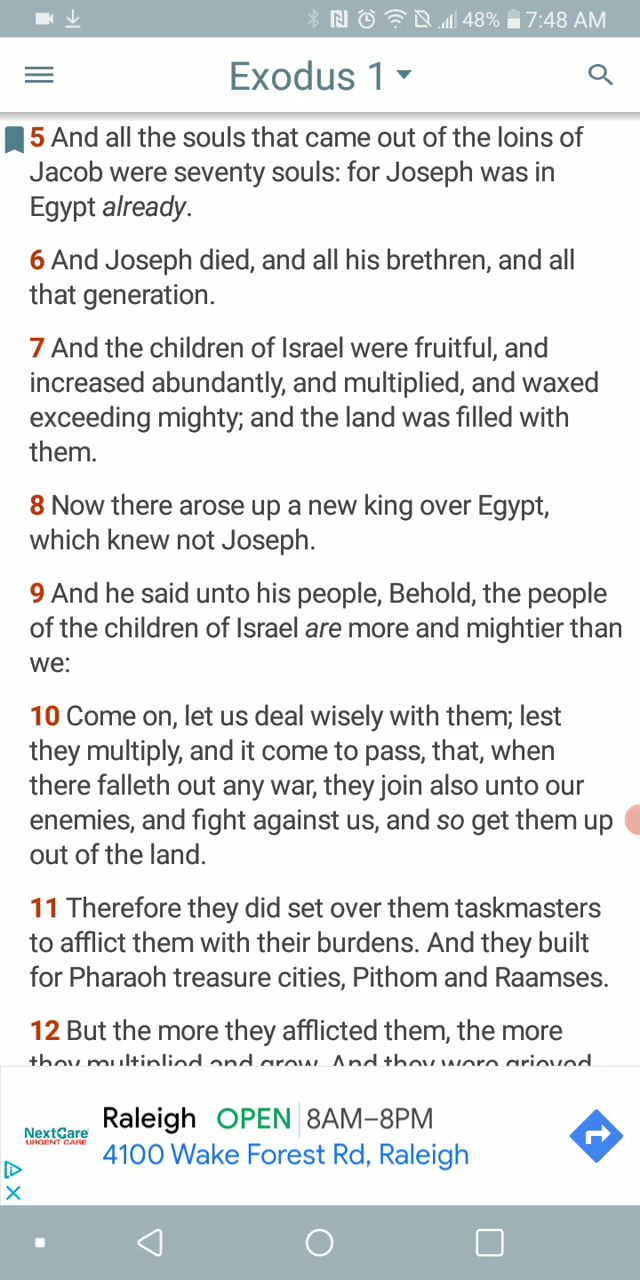 48% 7:48 AM
Exodus 1
5 And all the souls that came out of the loins of
Jacob were seventy souls: for Joseph was in
Egypt already.
6 And Joseph died, and all his brethren, and all
that generation.
7 And the children of Israel were fruitful, and
increased abundantly, and multiplied, and waxed
exceeding mighty; and the land was filled with
them.
8 Now there arose up a new king over Egypt,
which knew not Joseph.
9 And he said unto his people, Behold, the people
of the children of Israel are more and mightier than
we:
10 Come on, let us deal wisely with them; lest
they multiply, and it come to pass, that, when
there falleth out any war, they join also unto our
enemies, and fight against us, and so get them up
out of the land.
11 Therefore they did set over them taskmasters
to afflict them with their burdens. And they built
for Pharaoh treasure cities, Pithom and Raamses.
12 But the more they afflicted them, the more
they multiplied and grew. And they were grieved
NextCare
URGENT CARE
Raleigh OPEN 8AM–8PM
4100 Wake Forest Rd, Raleigh